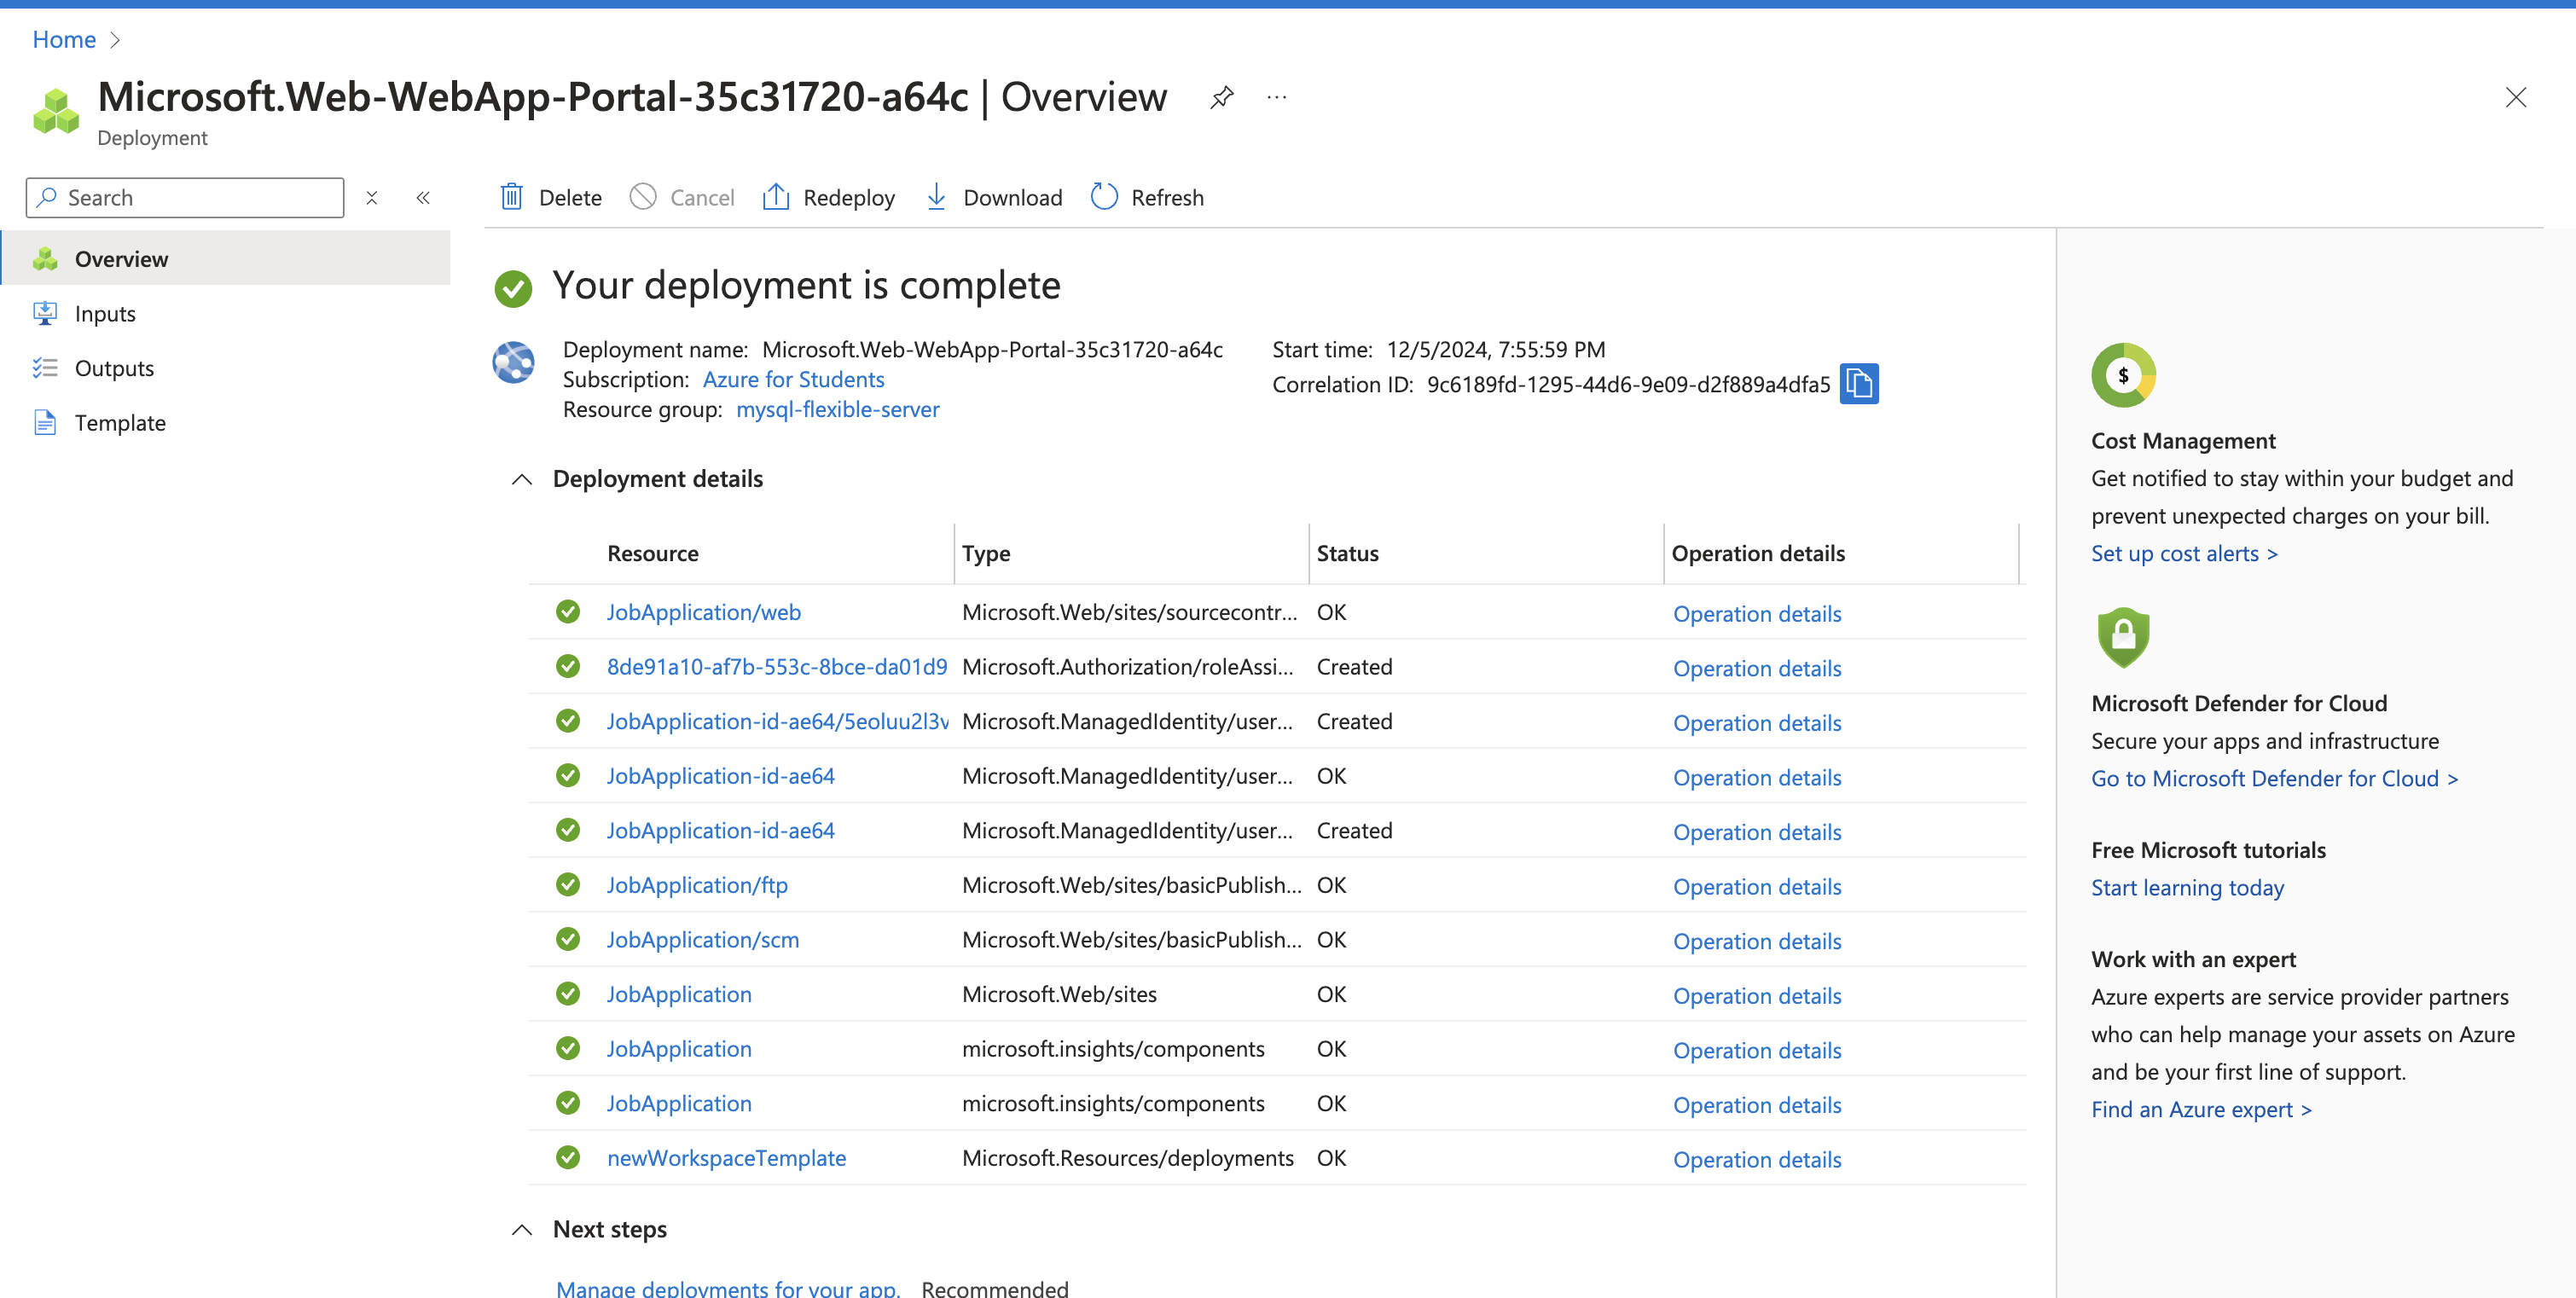 Home
Microsoft.Web-WebApp-Portal-35c31720-a64c | Overview
Deployment
Search
Delete
Cancel
Redeploy
Download
Refresh
Overview
Inputs
Outputs
Template
Your deployment is complete
Deployment name: Microsoft.Web-WebApp-Portal-35c31720-a64c
Subscription: Azure for Students
Resource group: mysql-flexible-server
Start time: 12/5/2024, 7:55:59 PM
Correlation ID: 9c6189fd-1295-44d6-9e09-d2f889a4dfa5
Deployment details
Resource Type Status Operation details
JobApplication/web Microsoft.Web/sites/sourcecontr... OK Operation details
8de91a10-af7b-553c-8bce-da01d9 Microsoft.Authorization/roleAssi... Created Operation details
JobApplication-id-ae64/5eoluu2l3v Microsoft.ManagedIdentity/user... Created Operation details
JobApplication-id-ae64 Microsoft.ManagedIdentity/user... OK Operation details
JobApplication-id-ae64 Microsoft.ManagedIdentity/user... Created Operation details
JobApplication/ftp Microsoft.Web/sites/basicPublish... OK Operation details
JobApplication/scm Microsoft.Web/sites/basicPublish... OK Operation details
JobApplication Microsoft.Web/sites OK Operation details
JobApplication microsoft.insights/components OK Operation details
JobApplication microsoft.insights/components OK Operation details
newWorkspaceTemplate Microsoft.Resources/deployments OK Operation details
Next steps
Manage deployments for your app. Recommended
$
Cost Management
Get notified to stay within your budget and
prevent unexpected charges on your bill.
Set up cost alerts >
Microsoft Defender for Cloud
Secure your apps and infrastructure
Go to Microsoft Defender for Cloud >
Free Microsoft tutorials
Start learning today
Work with an expert
Azure experts are service provider partners
who can help manage your assets on Azure
and be your first line of support.
Find an Azure expert >